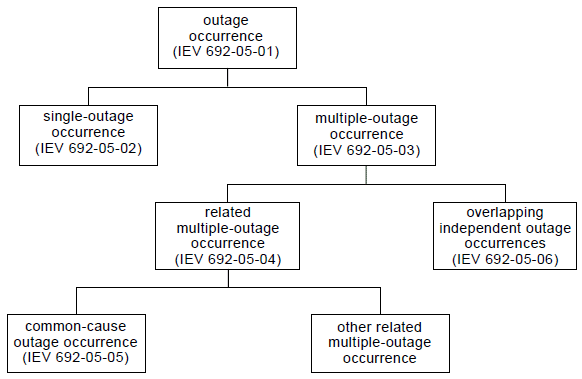 outage
occurrence
(IEV 692-05-01)
single-outage
occurrence
(IEV 692-05-02)
multiple-outage
occurrence
(IEV 692-05-03)
related
multiple-outage
occurrence
(IEV 692-05-04)
overlapping
independent outage
occurrences
(IEV 692-05-06)
common-cause
outage occurrence
(IEV 692-05-05)
other related
multiple-outage
occurrence